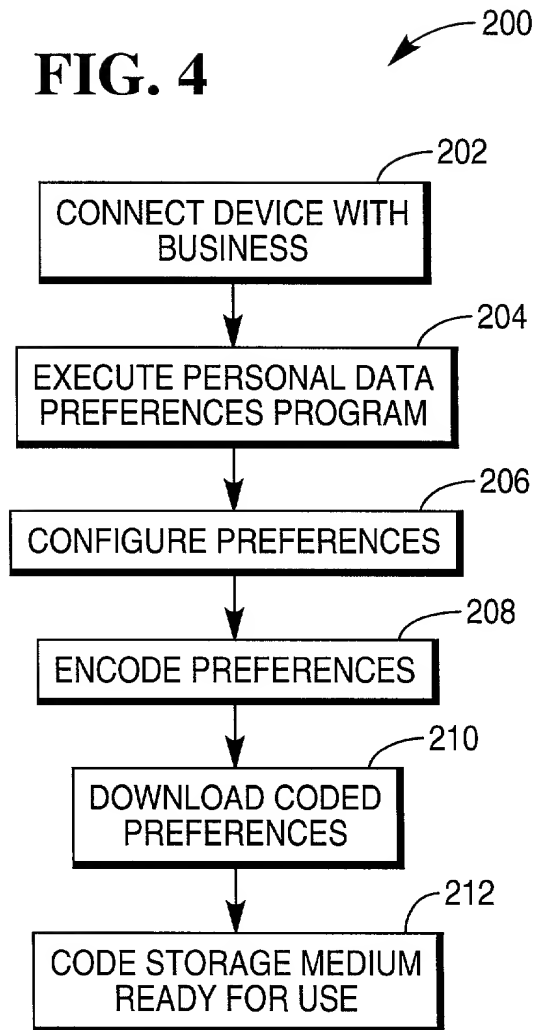 200
FIG. 4
202
CONNECT DEVICE WITH
BUSINESS
204
EXECUTE PERSONAL DATA
PREFERENCES PROGRAM
206
CONFIGURE PREFERENCES
208
ENCODE PREFERENCES
210
DOWNLOAD CODED
PREFERENCES
212
CODE STORAGE MEDIUM
READY FOR USE